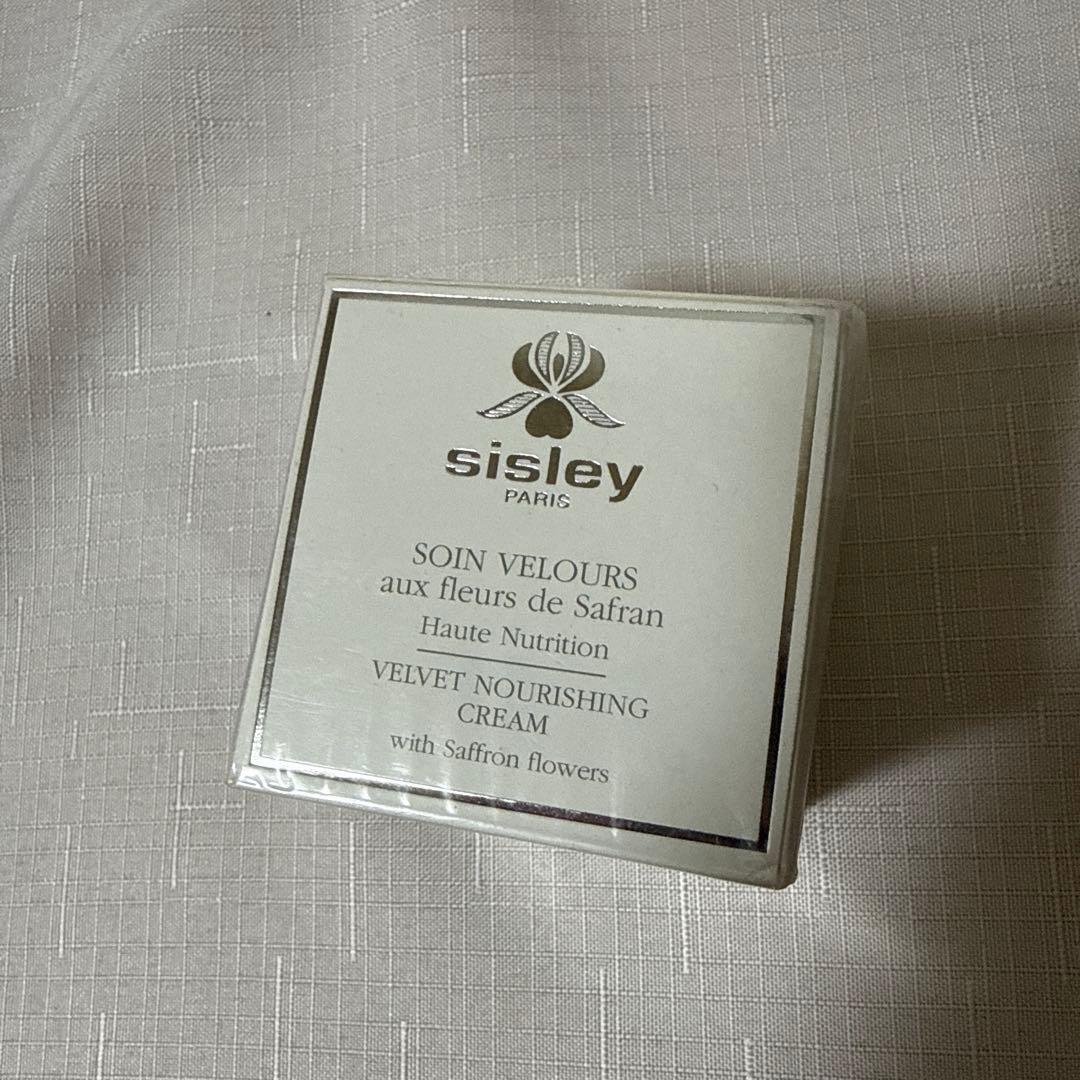 sisley
PARIS
SOIN VELOURS
aux fleurs de Safran
Haute Nutrition
VELVET NOURISHING
CREAM
with Saffron flowers